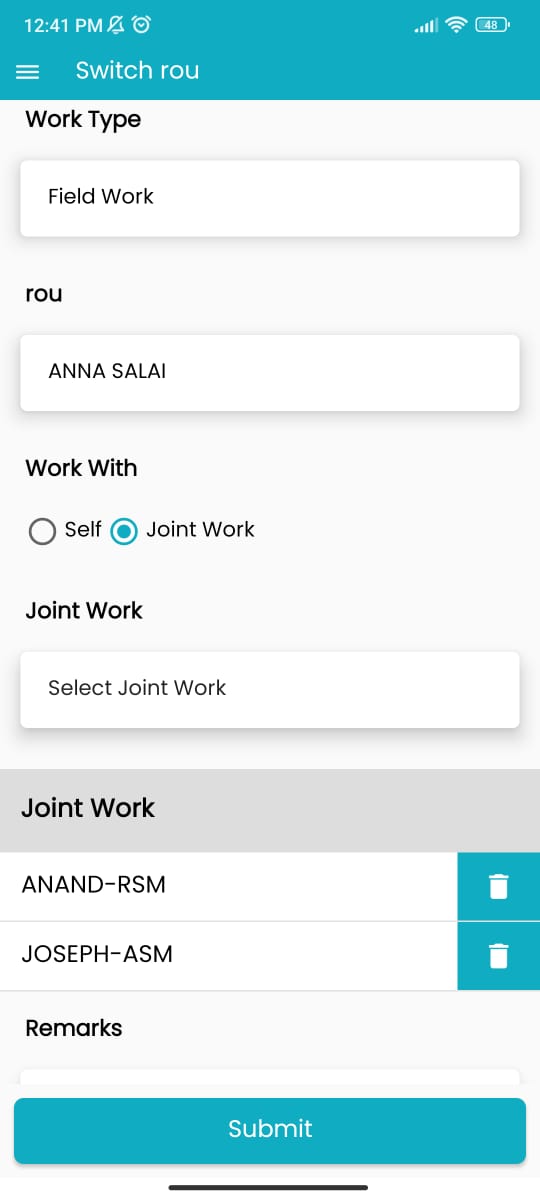 12:41 PM
48
Switch rou
Work Type
Field Work
rou
ANNA SALAI
Work With
Self Joint Work
Joint Work
Select Joint Work
Joint Work
ANAND-RSM
JOSEPH-ASM
Remarks
Submit